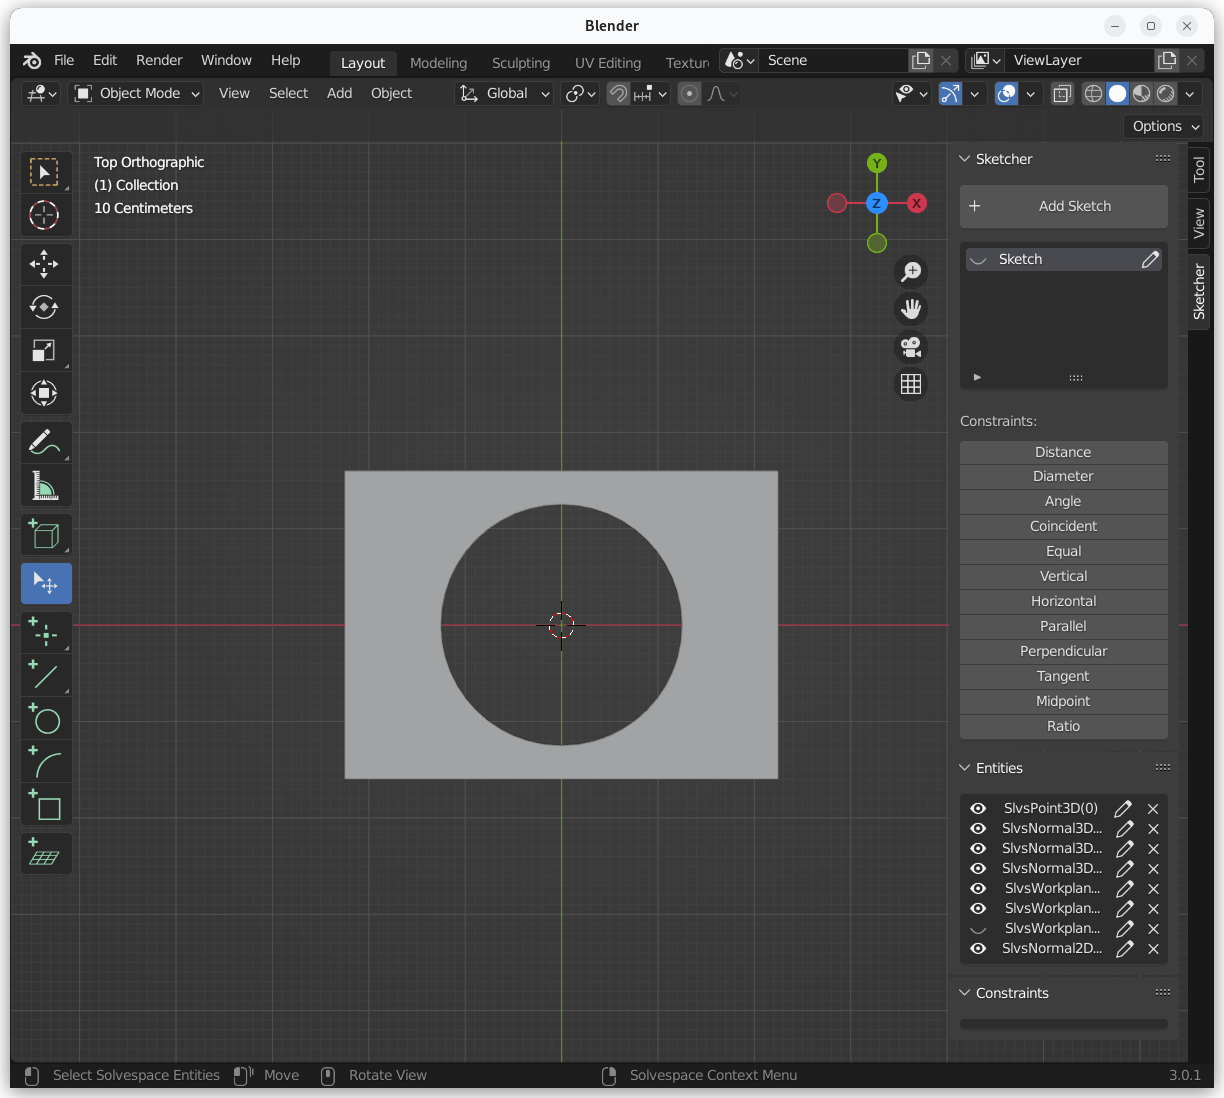 Blender
File Edit Render Window Help Layout Modeling Sculpting UV Editing Textur Scene ViewLayer
Object Mode View Select Add Object Global
Options
Top Orthographic
(1) Collection
10 Centimeters
Y
Z X
Tool
View
Sketcher
Sketcher
Add Sketch
Sketch
Constraints:
Distance
Diameter
Angle
Coincident
Equal
Vertical
Horizontal
Parallel
Perpendicular
Tangent
Midpoint
Ratio
Entities
SlvsPoint3D(0)
SlvsNormal3D...
SlvsNormal3D...
SlvsNormal3D...
SlvsWorkplan...
SlvsWorkplan...
SlvsWorkplan...
SlvsNormal2D...
Constraints
Select Solvespace Entities Move Rotate View Solvespace Context Menu 3.0.1